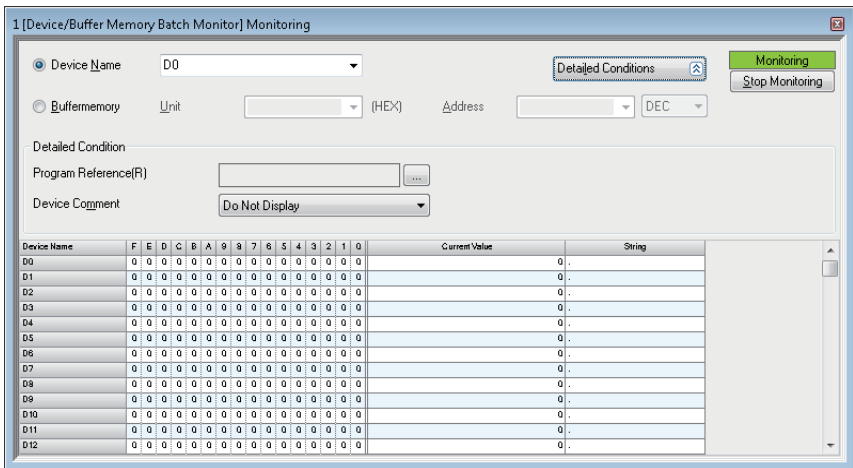 1 [Device/Buffer Memory Batch Monitor] Monitoring
Device Name D0 Detailed Conditions Monitoring
Stop Monitoring
Buffermemory Unit (HEX) Address DEC
Detailed Condition
Program Reference(R) ...
Device Comment Do Not Display
Device Name F E D C B A 9 8 7 6 5 4 3 2 1 0 Current Value String
D0 0 0 0 0 0 0 0 0 0 0 0 0 0 0 0 0 0 .
D1 0 0 0 0 0 0 0 0 0 0 0 0 0 0 0 0 0 .
D2 0 0 0 0 0 0 0 0 0 0 0 0 0 0 0 0 0 .
D3 0 0 0 0 0 0 0 0 0 0 0 0 0 0 0 0 0 .
D4 0 0 0 0 0 0 0 0 0 0 0 0 0 0 0 0 0 .
D5 0 0 0 0 0 0 0 0 0 0 0 0 0 0 0 0 0 .
D6 0 0 0 0 0 0 0 0 0 0 0 0 0 0 0 0 0 .
D7 0 0 0 0 0 0 0 0 0 0 0 0 0 0 0 0 0 .
D8 0 0 0 0 0 0 0 0 0 0 0 0 0 0 0 0 0 .
D9 0 0 0 0 0 0 0 0 0 0 0 0 0 0 0 0 0 .
D10 0 0 0 0 0 0 0 0 0 0 0 0 0 0 0 0 0 .
D11 0 0 0 0 0 0 0 0 0 0 0 0 0 0 0 0 0 .
D12 0 0 0 0 0 0 0 0 0 0 0 0 0 0 0 0 0 .